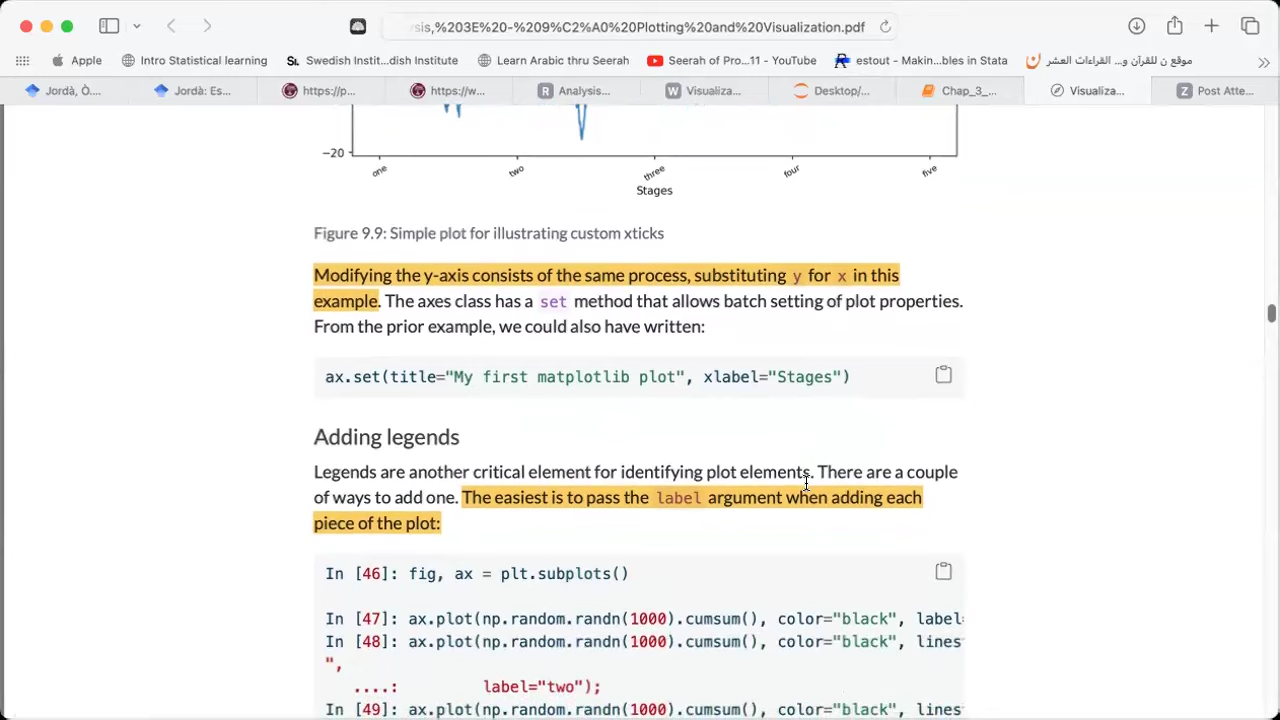 ysis,%203E%20-%209%C2%A0%20Plotting%20and%20Visualization.pdf
Apple
Intro Statistical learning
Swedish Instit...dish Institute
Learn Arabic thru Seerah
Seerah of Pro...11 - YouTube
estout - Makin...bles in Stata
موقع ن للقرآن و... القراءات العشر
Jordà, Ò...
Jordà: Es...
https://p...
https://w...
Analysis...
Visualiza...
Desktop/...
Chap_3_...
Visualiza...
Post Atte...
−20
one
two
three
four
five
Stages
Figure 9.9: Simple plot for illustrating custom xticks
Modifying the y-axis consists of the same process, substituting y for x in this
example. The axes class has a set method that allows batch setting of plot properties.
From the prior example, we could also have written:
ax.set(title="My first matplotlib plot", xlabel="Stages")
Adding legends
Legends are another critical element for identifying plot elements. There are a couple
of ways to add one. The easiest is to pass the label argument when adding each
piece of the plot:
In [46]: fig, ax = plt.subplots()
In [47]: ax.plot(np.random.randn(1000).cumsum(), color="black", label=
In [48]: ax.plot(np.random.randn(1000).cumsum(), color="black", lines
",
....: label="two");
In [49]: ax.plot(np.random.randn(1000).cumsum(), color="black", lines